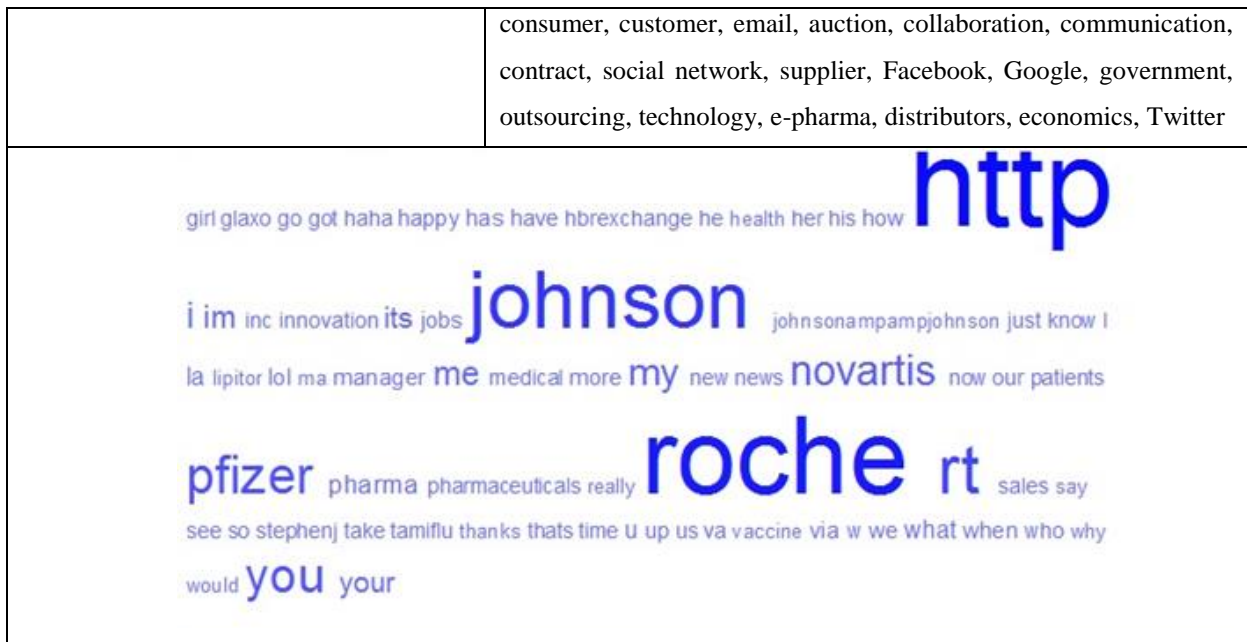 consumer, customer, email, auction, collaboration, communication,
contract, social network, supplier, Facebook, Google, government,
outsourcing, technology, e-pharma, distributors, economics, Twitter
girl glaxo go got haha happy has have hbrexchange he health her his how http
i im inc innovation its jobs johnson johnsonampampjohnson just know l
la lipitor lol ma manager me medical more my new news novartis now our patients
pfizer pharma pharmaceuticals really roche rt sales say
see so stephenj take tamiflu thanks thats time u up us va vaccine via w we what when who why
would you your